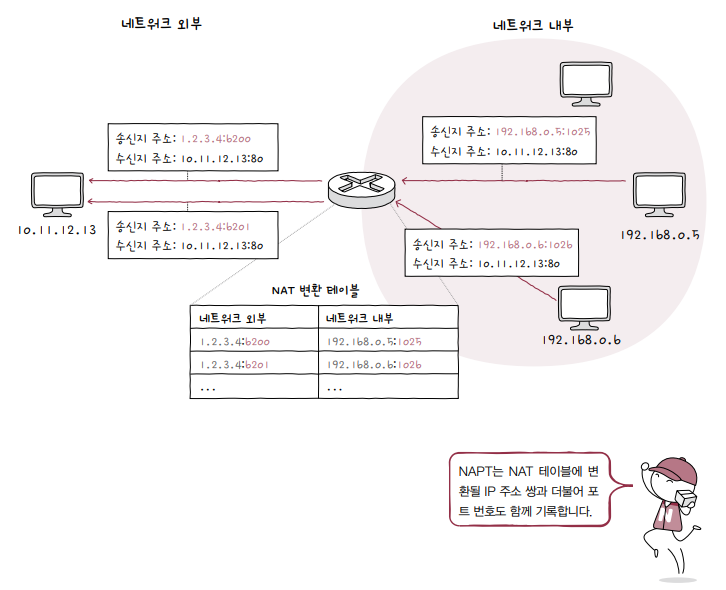 네트워크 외부
네트워크 내부
송신지 주소: 1.2.3.4:6200
수신지 주소: 10.11.12.13:80
송신지 주소: 192.168.0.5:1025
수신지 주소: 10.11.12.13:80
10.11.12.13
송신지 주소: 1.2.3.4:6201
수신지 주소: 10.11.12.13:80
192.168.0.5
송신지 주소: 192.168.0.6:1026
수신지 주소: 10.11.12.13:80
192.168.0.6
NAT 변환 테이블
네트워크 외부 네트워크 내부
1.2.3.4:6200 192.168.0.5:1025
1.2.3.4:6201 192.168.0.6:1026
... ...
NAPT는 NAT 테이블에 변
환될 IP 주소 쌍과 더불어 포
트 번호도 함께 기록합니다.